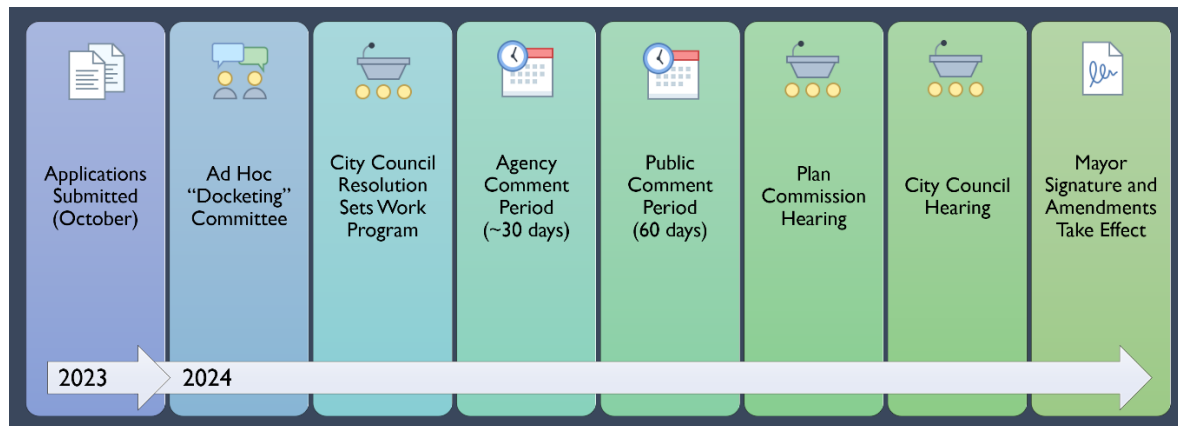 Applications
Submitted
(October)
Ad Hoc
“Docketing”
Committee
City Council
Resolution
Sets Work
Program
Agency
Comment
Period
(~30 days)
Public
Comment
Period
(60 days)
Plan
Commission
Hearing
City Council
Hearing
Mayor
Signature and
Amendments
Take Effect
2023
2024